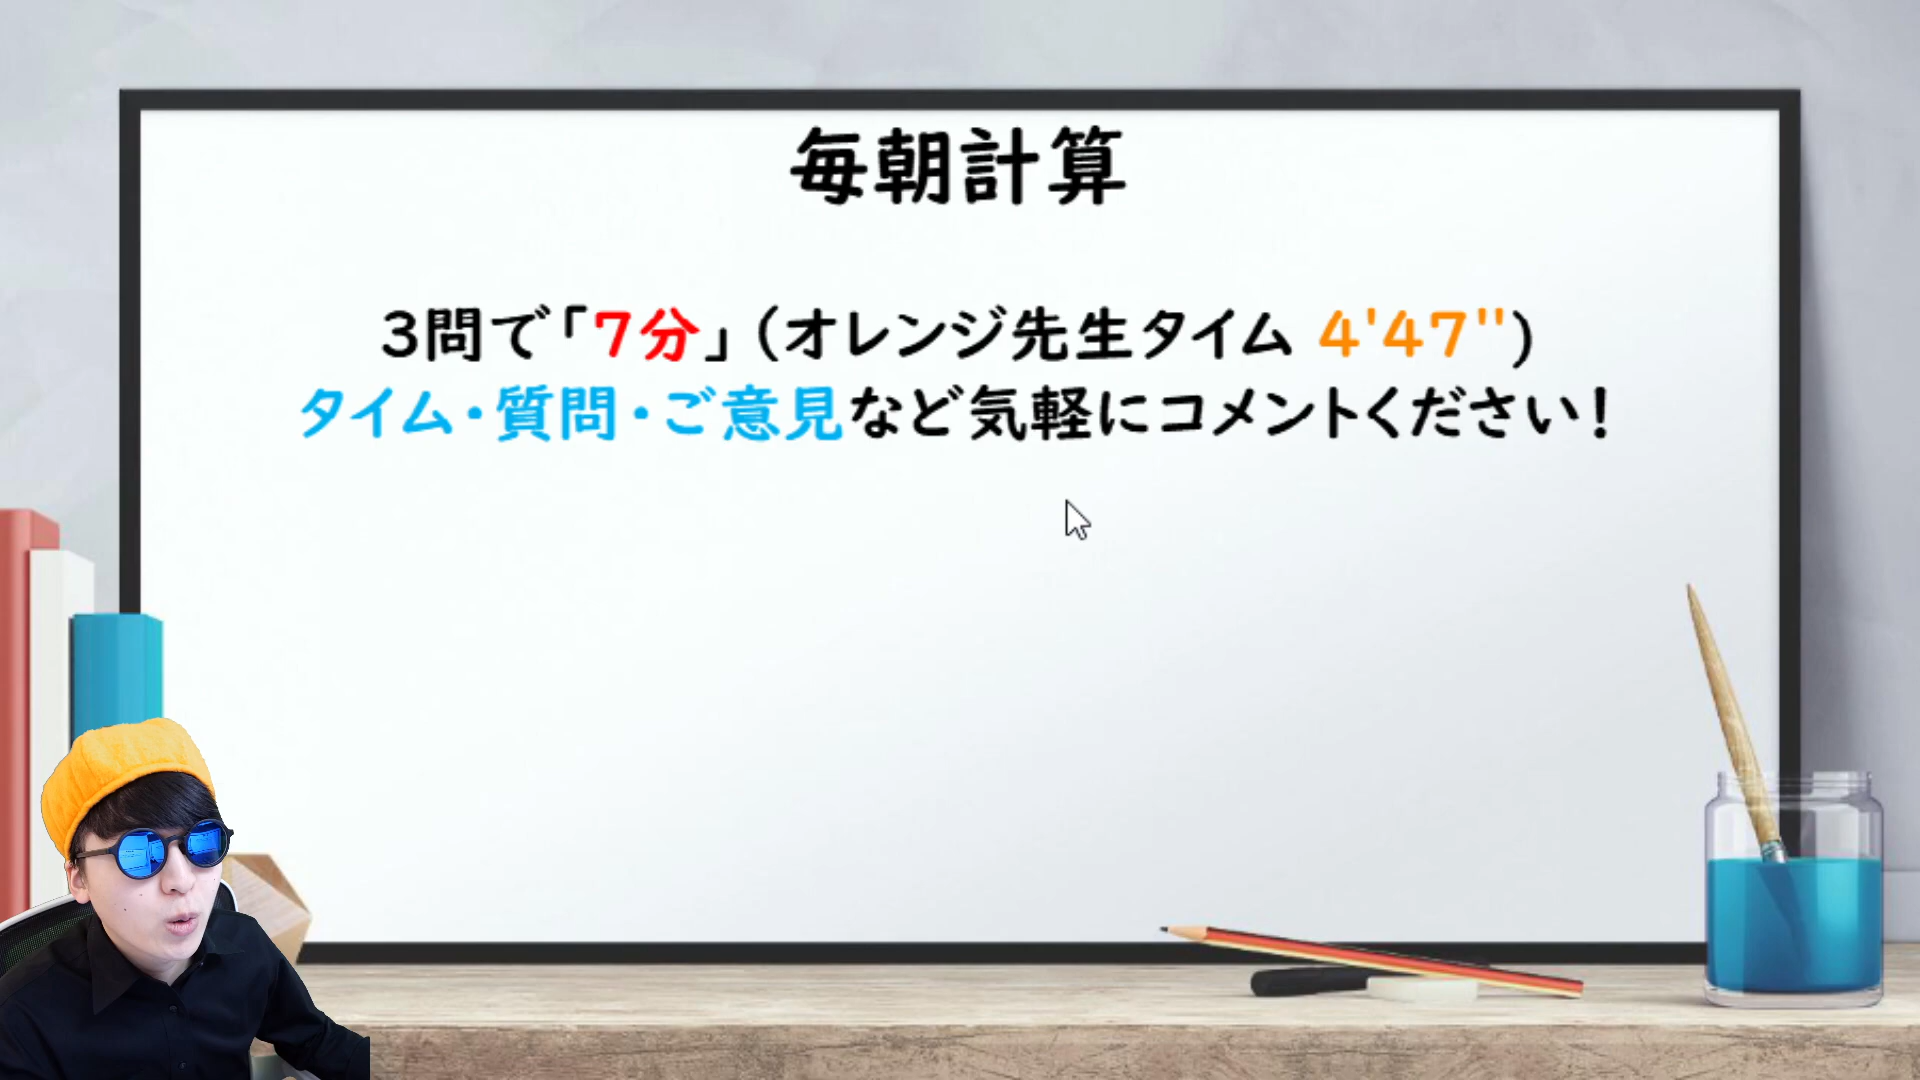 毎朝計算
3問で「7分」（オレンジ先生タイム 4'47"）
タイム・質問・ご意見など気軽にコメントください！